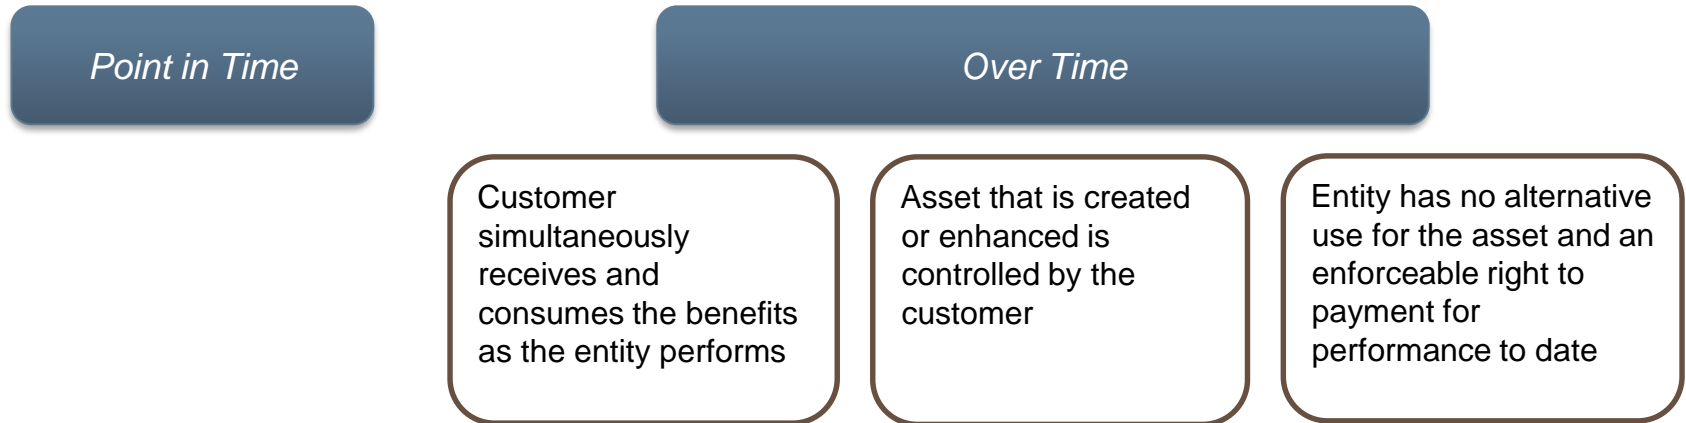 Point in Time
Over Time
Customer
simultaneously
receives and
consumes the benefits
as the entity performs
Asset that is created
or enhanced is
controlled by the
customer
Entity has no alternative
use for the asset and an
enforceable right to
payment for
performance to date